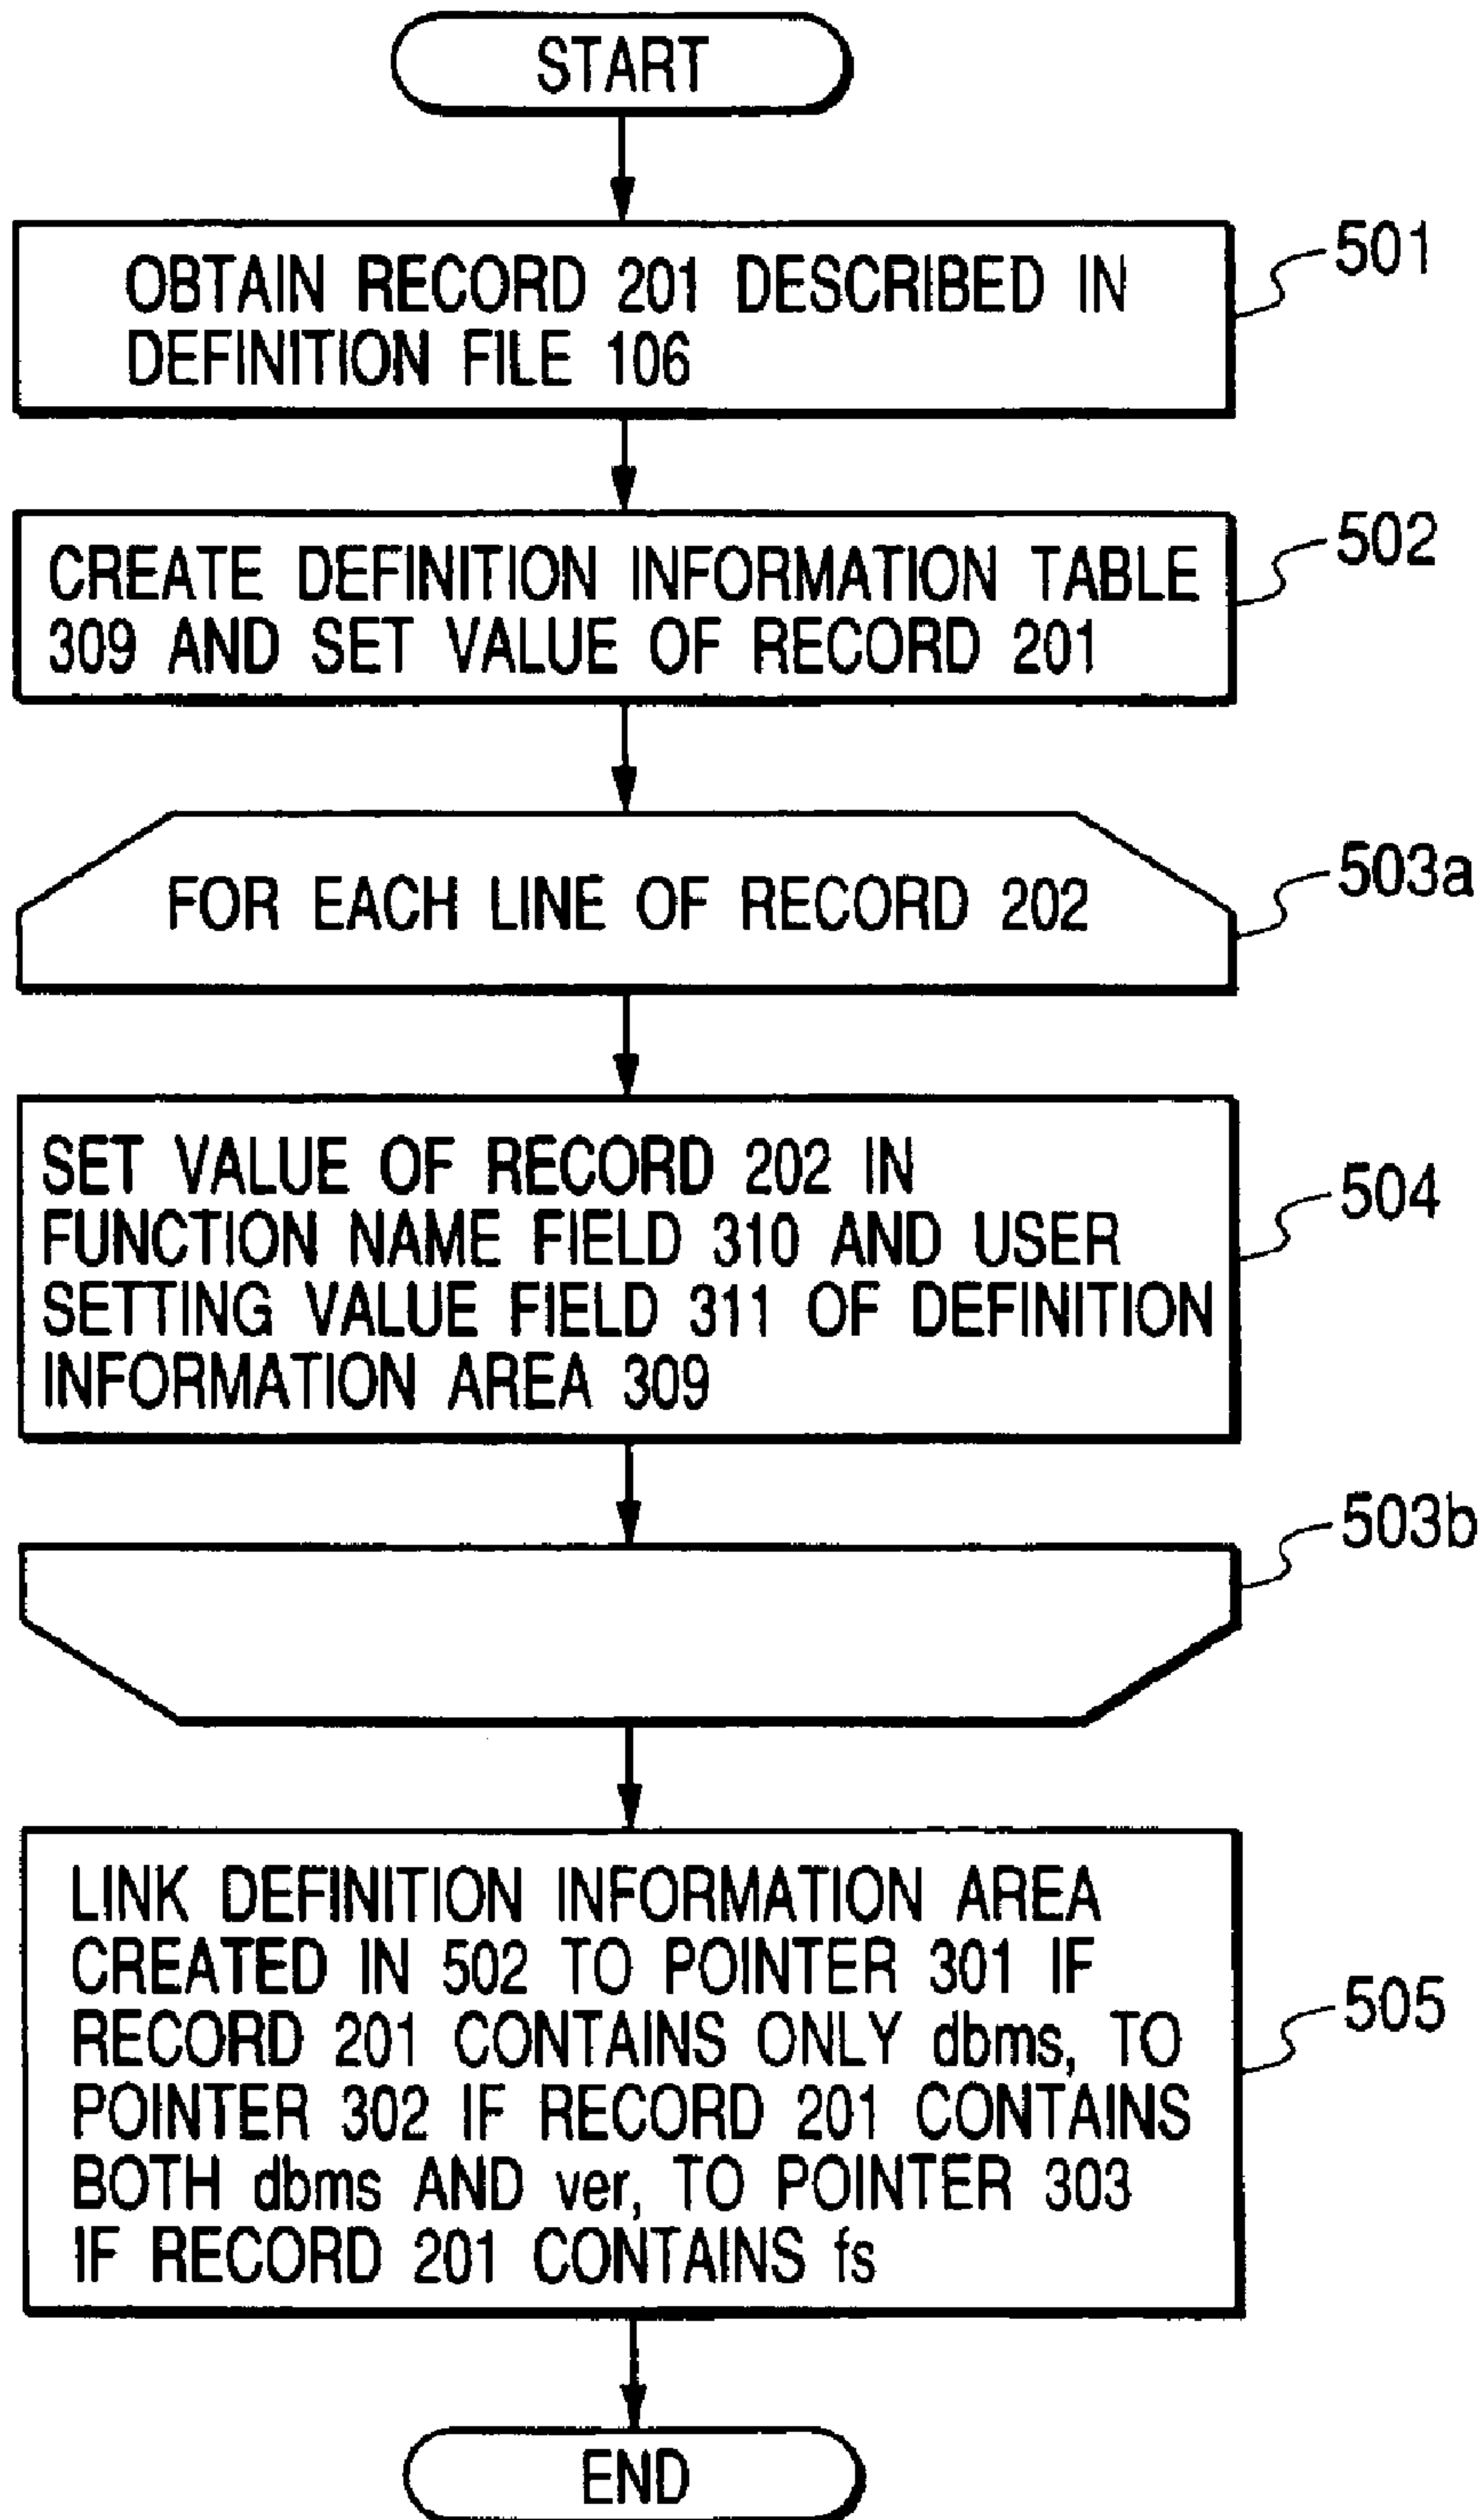 START
OBTAIN RECORD 201 DESCRIBED IN
DEFINITION FILE 106
501
CREATE DEFINITION INFORMATION TABLE
309 AND SET VALUE OF RECORD 201
502
FOR EACH LINE OF RECORD 202
503a
SET VALUE OF RECORD 202 IN
FUNCTION NAME FIELD 310 AND USER
SETTING VALUE FIELD 311 OF DEFINITION
INFORMATION AREA 309
504
503b
LINK DEFINITION INFORMATION AREA
CREATED IN 502 TO POINTER 301 IF
RECORD 201 CONTAINS ONLY dbms, TO
POINTER 302 IF RECORD 201 CONTAINS
BOTH dbms AND ver, TO POINTER 303
IF RECORD 201 CONTAINS fs
505
END